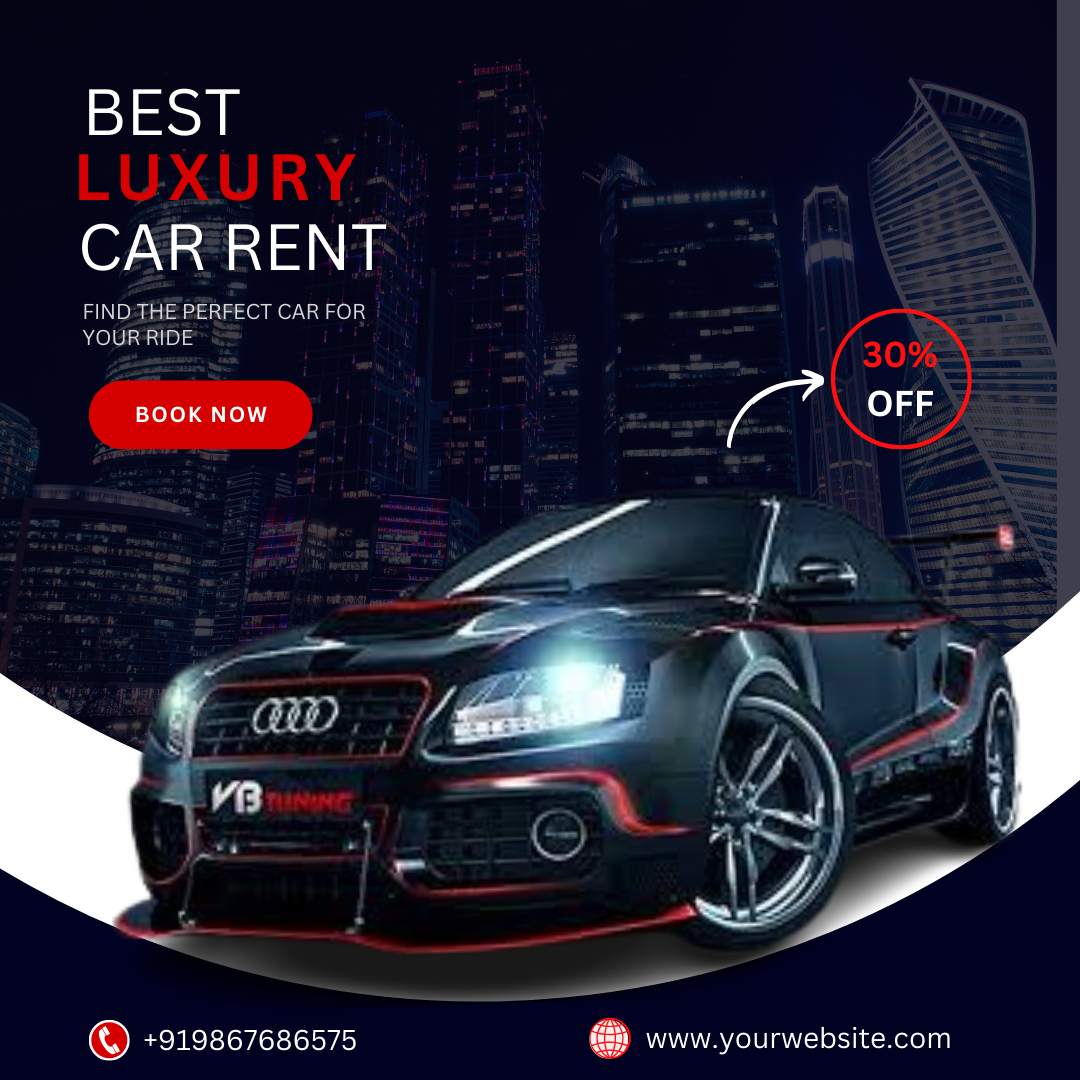 BEST
LUXURY
CAR RENT
FIND THE PERFECT CAR FOR
YOUR RIDE
BOOK NOW
30%
OFF
VB TUNING
+919867686575
www.yourwebsite.com